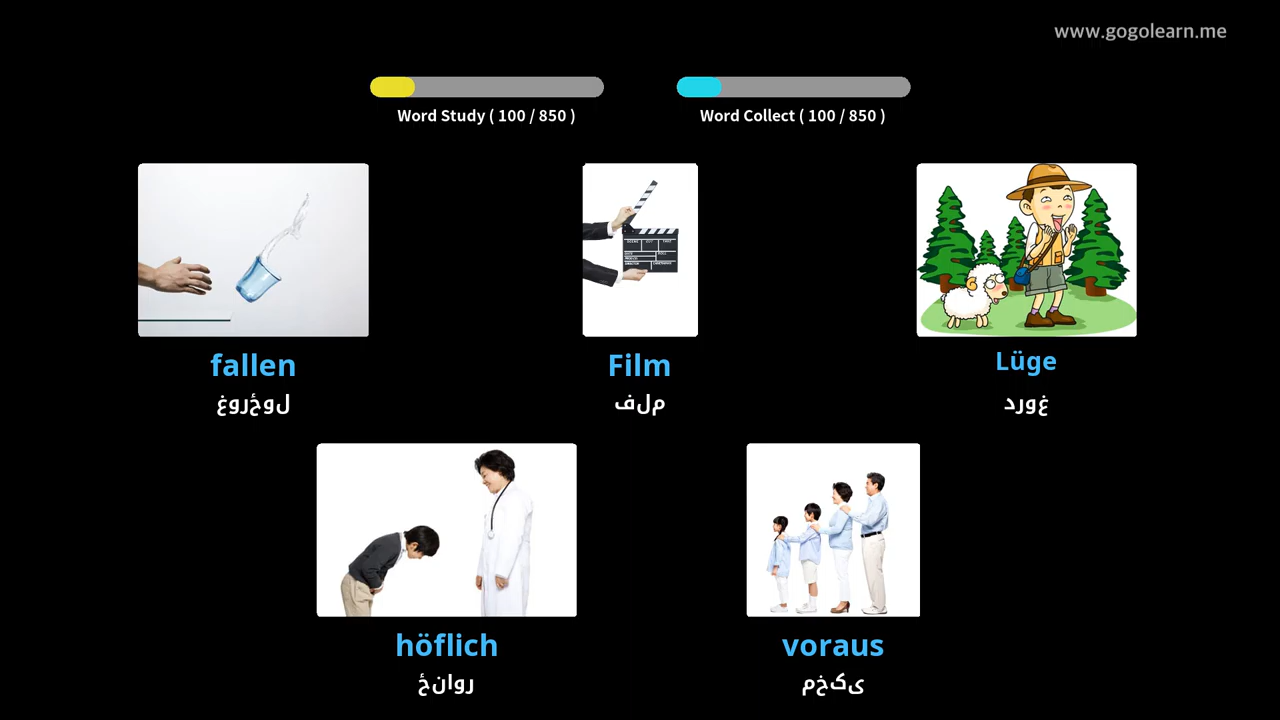 www.gogolearn.me
Word Study ( 100 / 850 )
Word Collect ( 100 / 850 )
fallen
Film
Lüge
لوځروغ
ملف
غورد
höflich
voraus
روانځ
یکخم